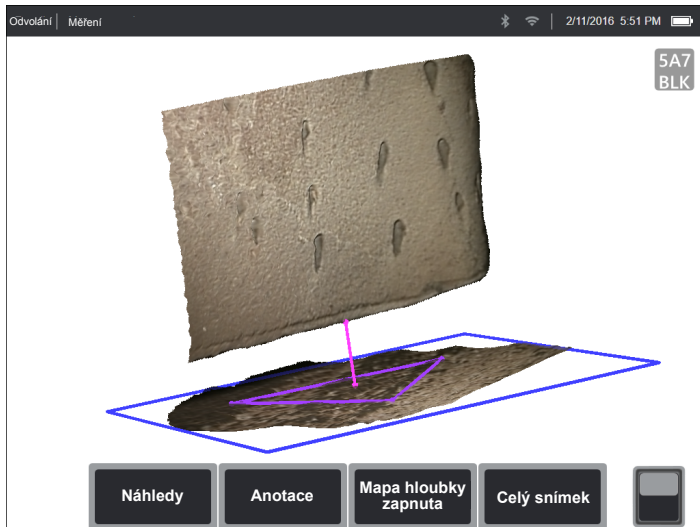 Odvolání | Měření
2/11/2016 5:51 PM
5A7
BLK
Náhledy
Anotace
Mapa hloubky
zapnuta
Celý snímek